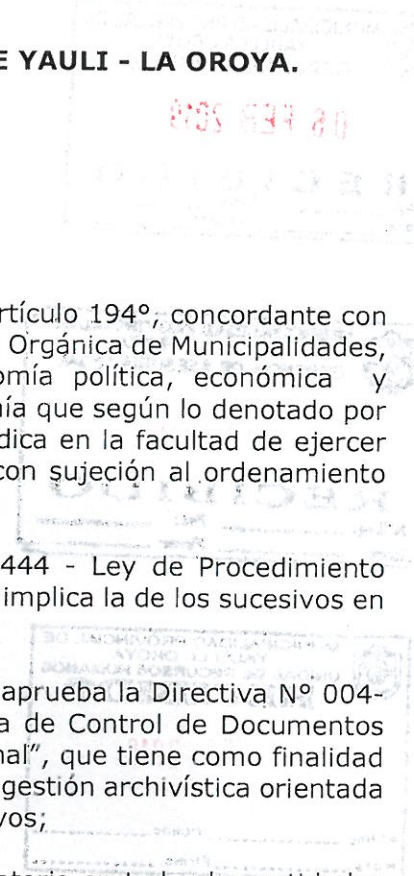 E YAULI - LA OROYA.
rtículo 194°, concordante con
Orgánica de Municipalidades,
omía política, económica y
nía que según lo denotado por
dica en la facultad de ejercer
con sujeción al ordenamiento
444 - Ley de Procedimiento
implica la de los sucesivos en
aprueba la Directiva Nº 004-
a de Control de Documentos
nal", que tiene como finalidad
gestión archivística orientada
vos;